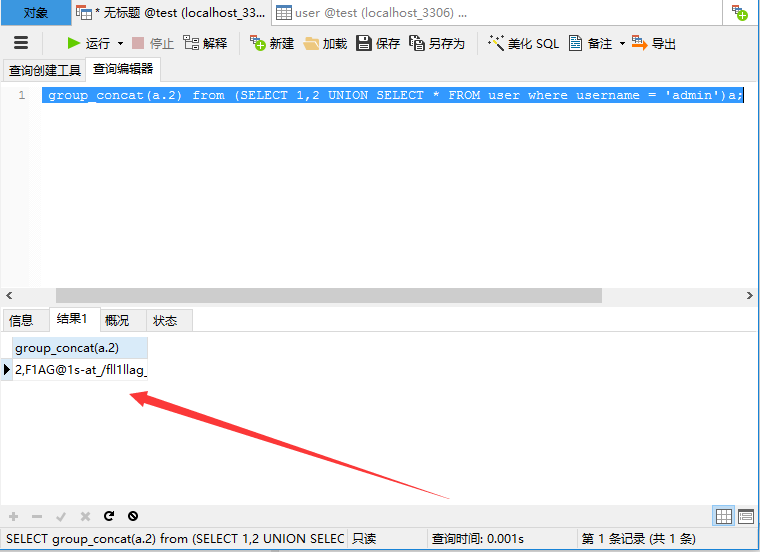 对象 * 无标题 @test (localhost_33... user @test (localhost_3306) ...
运行 停止 解释 新建 加载 保存 另存为 美化 SQL 备注 导出
查询创建工具 查询编辑器
1 group_concat(a.2) from (SELECT 1,2 UNION SELECT * FROM user where username = 'admin')a;
信息 结果1 概况 状态
group_concat(a.2)
2,F1AG@1s-at_/fll1llag_
SELECT group_concat(a.2) from (SELECT 1,2 UNION SELEC 只读 查询时间: 0.001s 第 1 条记录 (共 1 条)